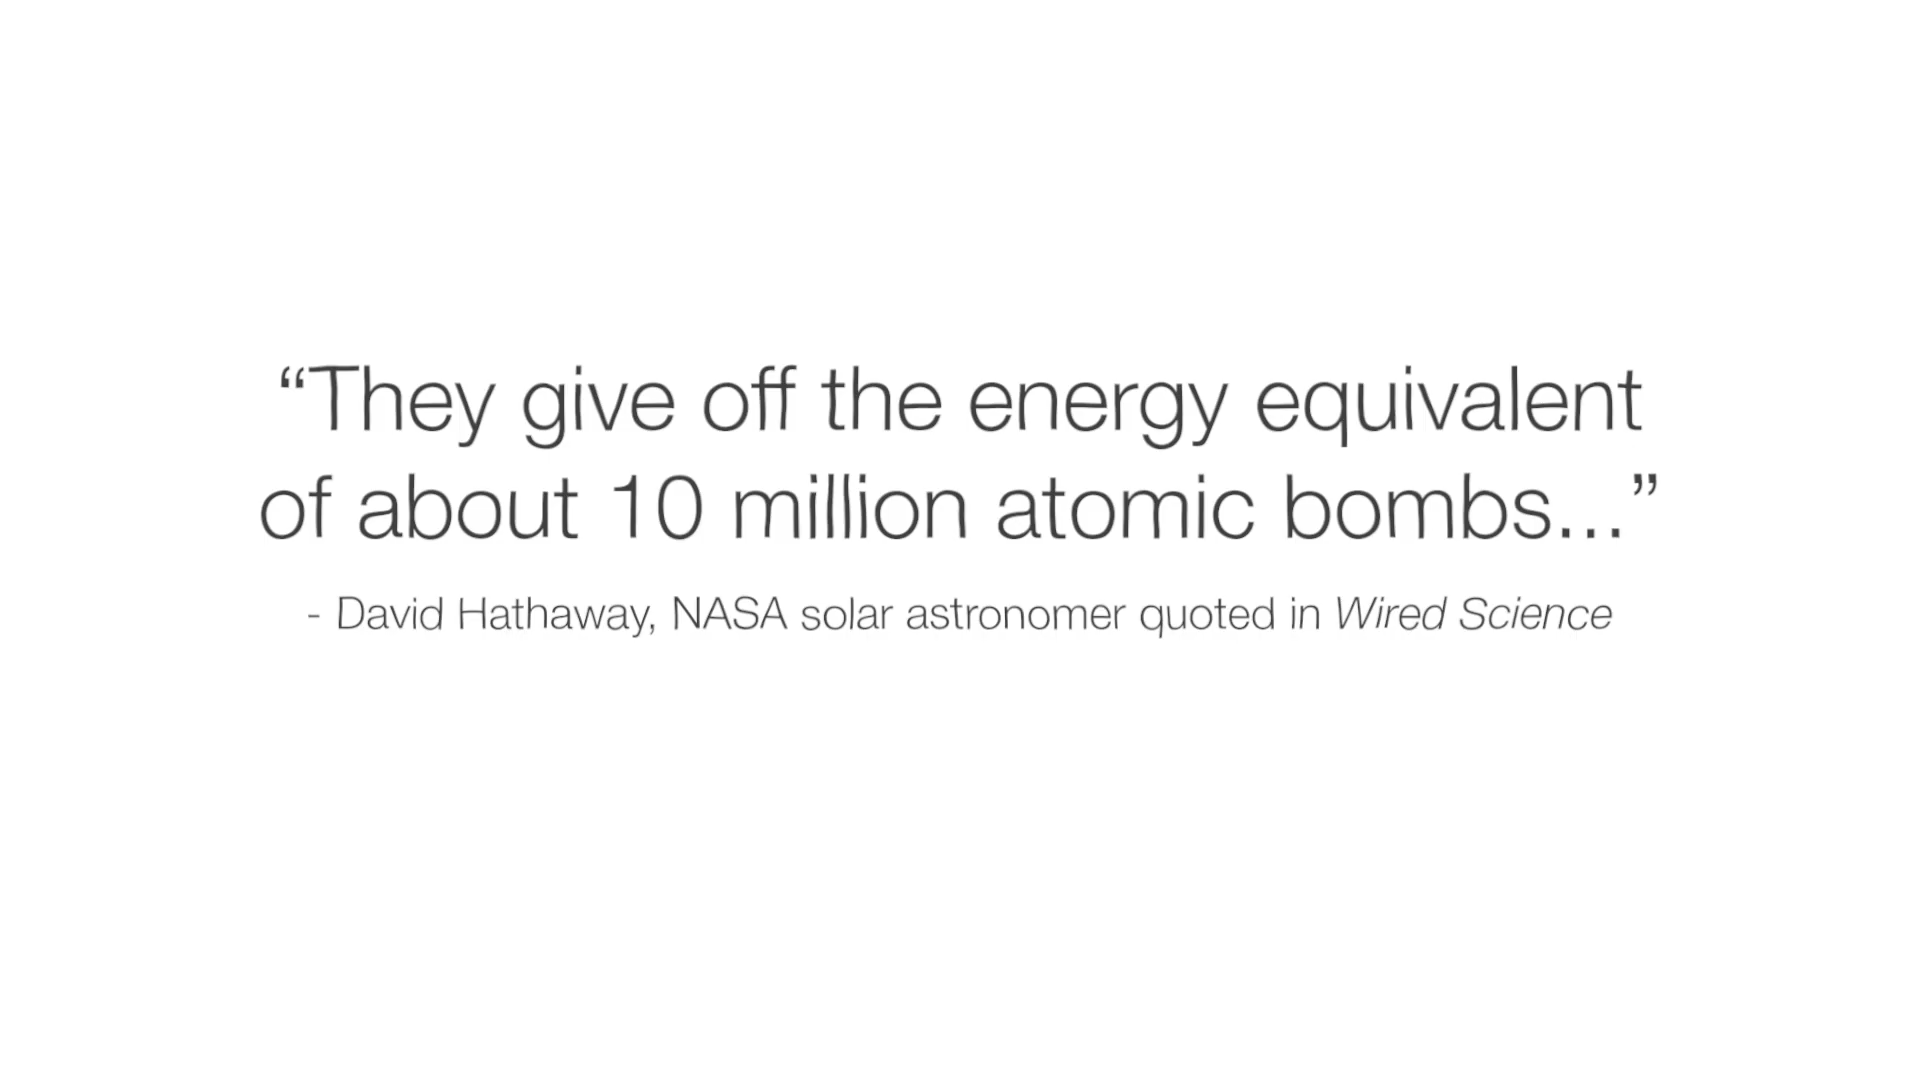 “They give off the energy equivalent
of about 10 million atomic bombs...”
- David Hathaway, NASA solar astronomer quoted in Wired Science